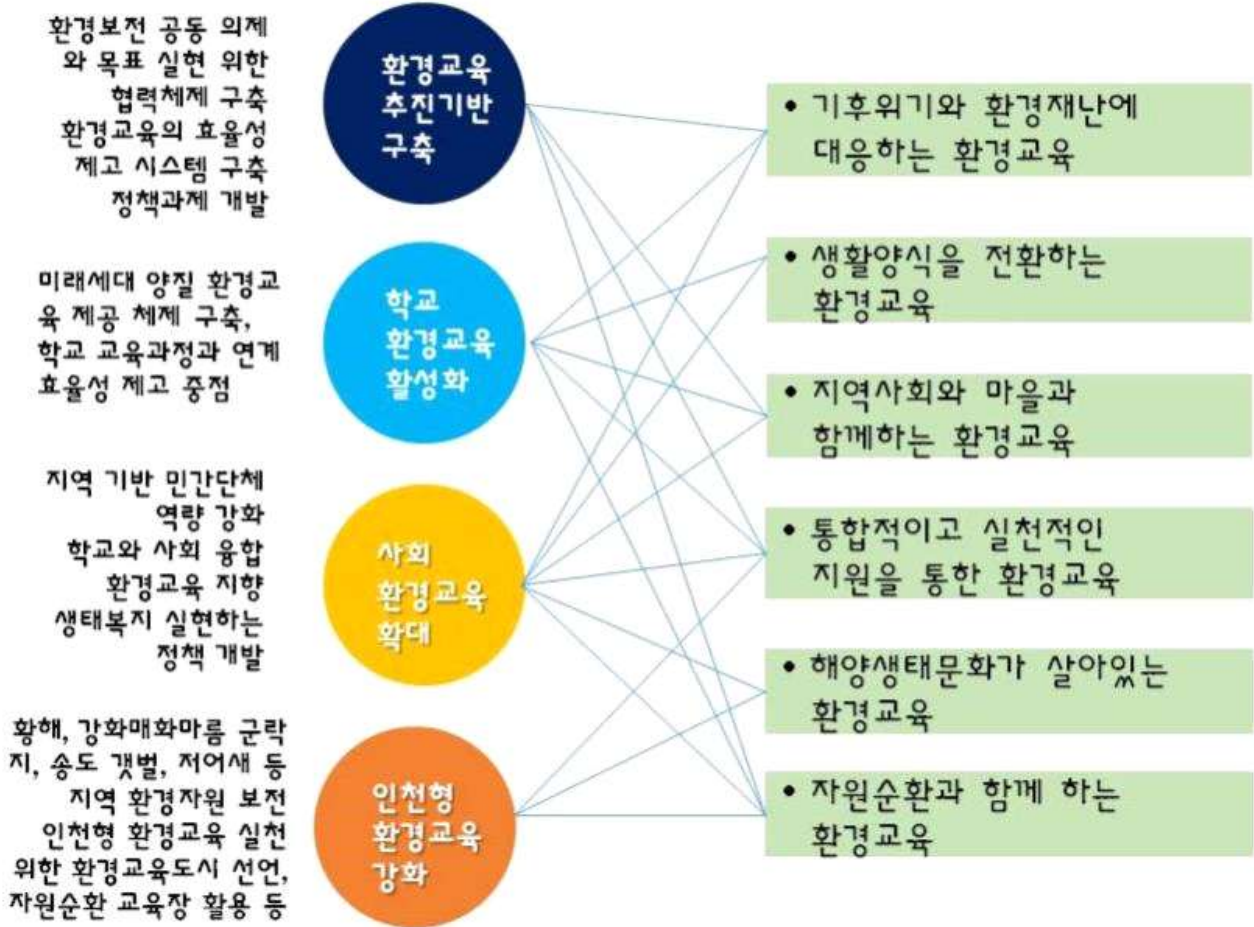 환경보전 공동 의제
와 목표 실현 위한
협력체제 구축
환경교육의 효율성
제고 시스템 구축
정책과제 개발
환경교육
추진기반
구축
미래세대 양질 환경교
육 제공 체제 구축,
학교 교육과정과 연계
효율성 제고 중점
학교
환경교육
활성화
지역 기반 민간단체
역량 강화
학교와 사회 융합
환경교육 지향
생태복지 실현하는
정책 개발
사회
환경교육
확대
황해, 강화매화마름 군락
지, 송도 갯벌, 저어새 등
지역 환경자원 보전
인천형 환경교육 실천
위한 환경교육도시 선언,
자원순환 교육장 활용 등
인천형
환경교육
강화
• 기후위기와 환경재난에
대응하는 환경교육
• 생활양식을 전환하는
환경교육
• 지역사회와 마을과
함께하는 환경교육
• 통합적이고 실천적인
지원을 통한 환경교육
• 해양생태문화가 살아있는
환경교육
• 자원순환과 함께 하는
환경교육